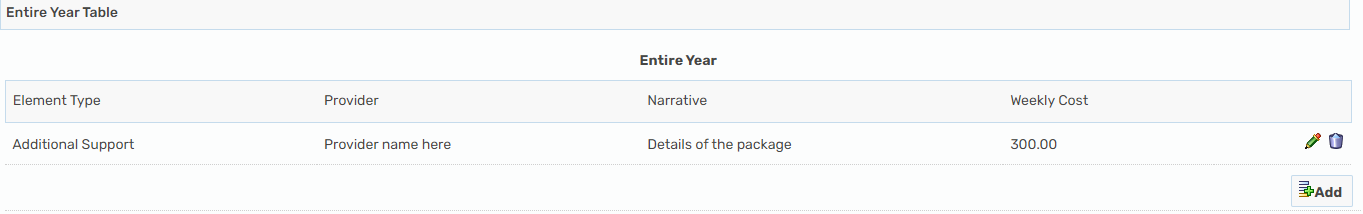 Entire Year Table
Entire Year
Element Type Provider Narrative Weekly Cost
Additional Support Provider name here Details of the package 300.00
Add